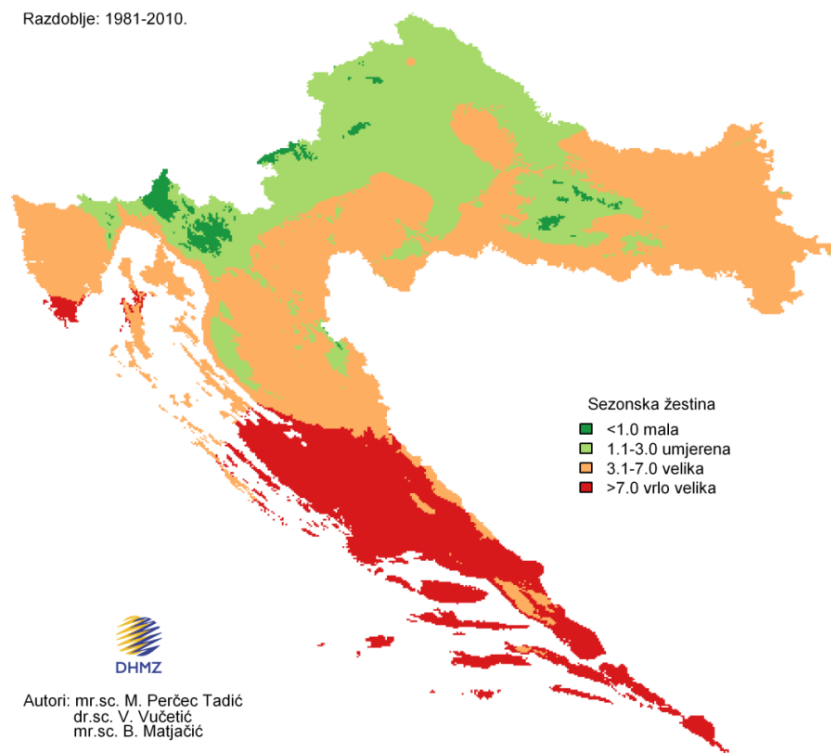 Razdoblje: 1981-2010.
Sezonska žestina
<1.0 mala
1.1-3.0 umjerena
3.1-7.0 velika
>7.0 vrlo velika
DHMZ
Autori: mr.sc. M. Perčec Tadić
dr.sc. V. Vučetić
mr.sc. B. Matjačić